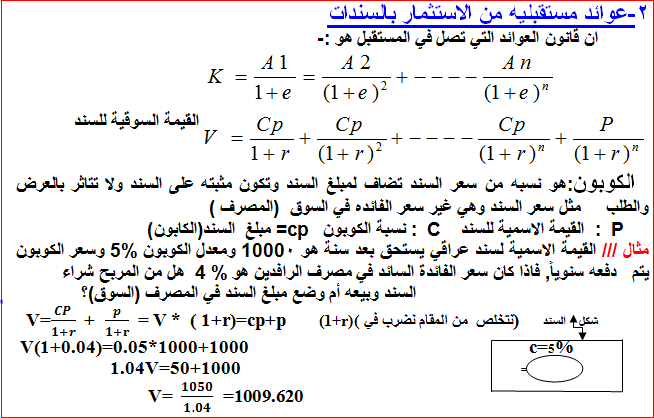 ٢-عوائد مستقبليه من الاستثمار بالسندات
ان قانون العوائد التي تصل في المستقبل هو :-
K = A 1 / 1 + e = A 2 / (1 + e )^2 + - - - - A n / (1 + e )^n
القيمة السوقية للسند V = Cp / 1 + r + Cp / (1 + r )^2 + - - - - Cp / (1 + r )^n + P / (1 + r )^n
الكوبون:هو نسبه من سعر السند تضاف لمبلغ السند وتكون مثبته على السند ولا تتاثر بالعرض
والطلب مثل سعر السند وهي غير سعر الفائده في السوق (المصرف )
P : القيمة الاسمية للسند C : نسبة الكوبون cp= مبلغ السند(الكابون)
مثال /// القيمة الاسمية لسند عراقي يستحق بعد سنة هو 1000 ومعدل الكوبون 5% وسعر الكوبون
يتم دفعه سنوياً, فاذا كان سعر الفائدة السائد في مصرف الرافدين هو % 4 هل من المربح شراء
السند وبيعه أم وضع مبلغ السند في المصرف (السوق)؟
V= CP / 1+r + p / 1+r = V * ( 1+r)=cp+p (نتخلص من المقام نضرب في )(1+r) شكل السند
V(1+0.04)=0.05*1000+1000
c=5%
1.04V=50+1000
=
V= 1050 / 1.04 =1009.620